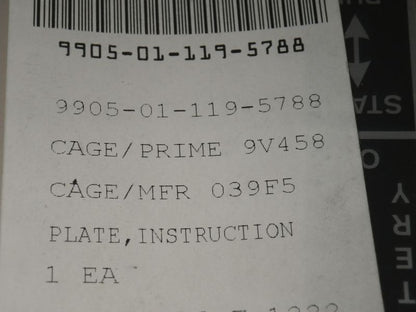 9905-01-119-5788
9905-01-119-5788
CAGE/PRIME 9V458
CAGE/MFR 039F5
PLATE,INSTRUCTION
1 EA